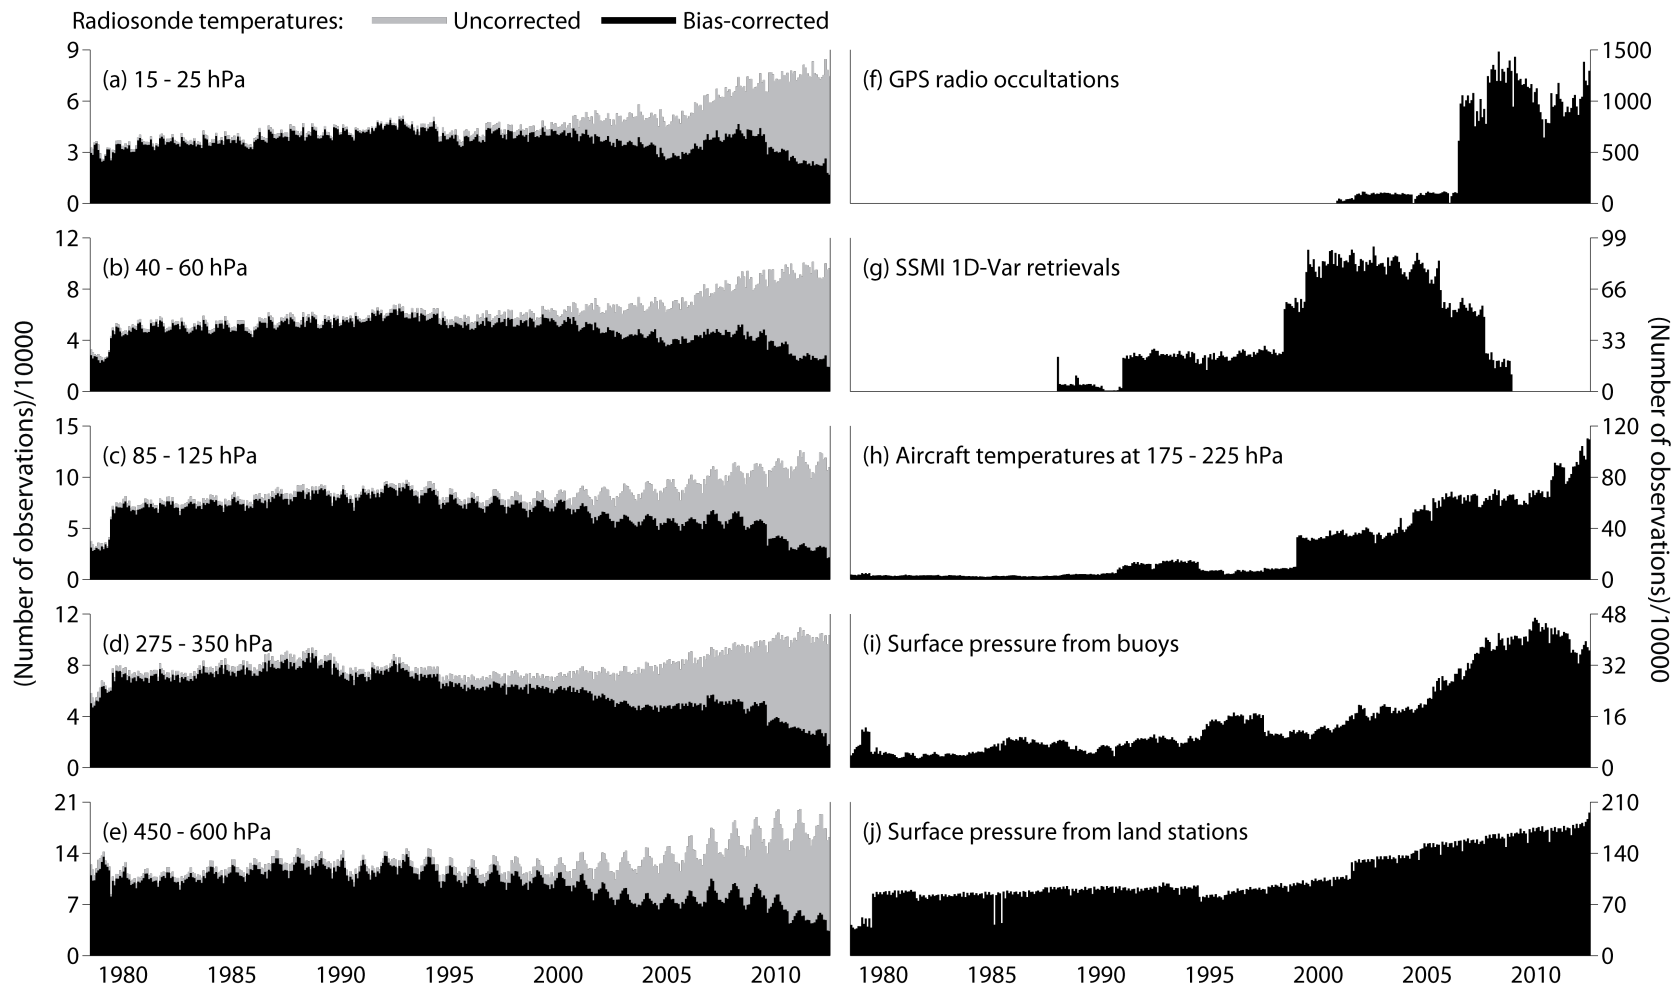 Radiosonde temperatures: Uncorrected Bias-corrected
(Number of observations)/10000
9
(a) 15 - 25 hPa
6
3
0
12
(b) 40 - 60 hPa
8
4
0
15
(c) 85 - 125 hPa
10
5
0
12
(d) 275 - 350 hPa
8
4
0
21
(e) 450 - 600 hPa
14
7
0
1980 1985 1990 1995 2000 2005 2010
1500
(f) GPS radio occultations
1000
500
0
99
(g) SSMI 1D-Var retrievals
66
33
0
120
(h) Aircraft temperatures at 175 - 225 hPa
80
40
0
48
(i) Surface pressure from buoys
32
16
0
210
(j) Surface pressure from land stations
140
70
0
1980 1985 1990 1995 2000 2005 2010
(Number of observations)/10000